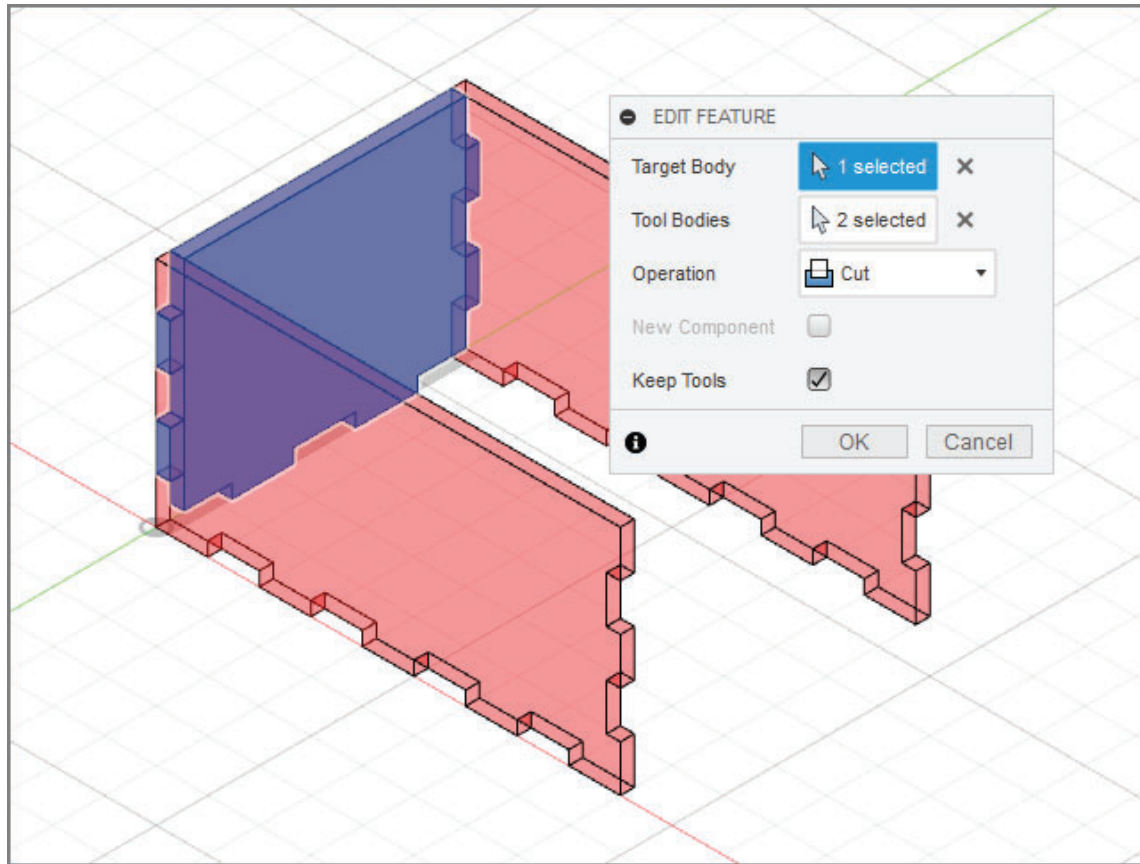 EDIT FEATURE
Target Body 1 selected
Tool Bodies 2 selected
Operation Cut
New Component
Keep Tools
OK Cancel